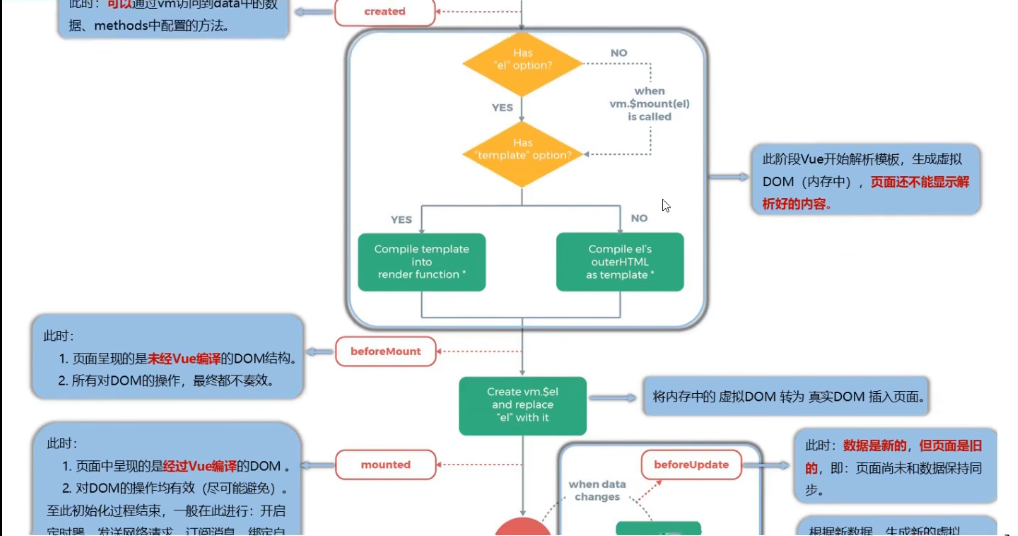 此时：可以通过vm访问到data中的数
据、methods中配置的方法。
created
Has
"el" option?
NO
when
vm.$mount(el)
is called
YES
Has
"template" option?
此阶段Vue开始解析模板，生成虚拟
DOM（内存中），页面还不能显示解
析好的内容。
YES
NO
Compile template
into
render function *
Compile el's
outerHTML
as template *
此时：
1. 页面呈现的是未经Vue编译的DOM结构。
2. 所有对DOM的操作，最终都不奏效。
beforeMount
Create vm.$el
and replace
"el" with it
将内存中的 虚拟DOM 转为 真实DOM 插入页面。
此时：
1. 页面中呈现的是经过Vue编译的DOM 。
2. 对DOM的操作均有效（尽可能避免）。
至此初始化过程结束，一般在此进行：开启
定时器、发送网络请求、订阅消息、绑定自
mounted
beforeUpdate
when data
changes
此时：数据是新的，但页面是旧
的，即：页面尚未和数据保持同
步。
根据新数据，生成新的虚拟